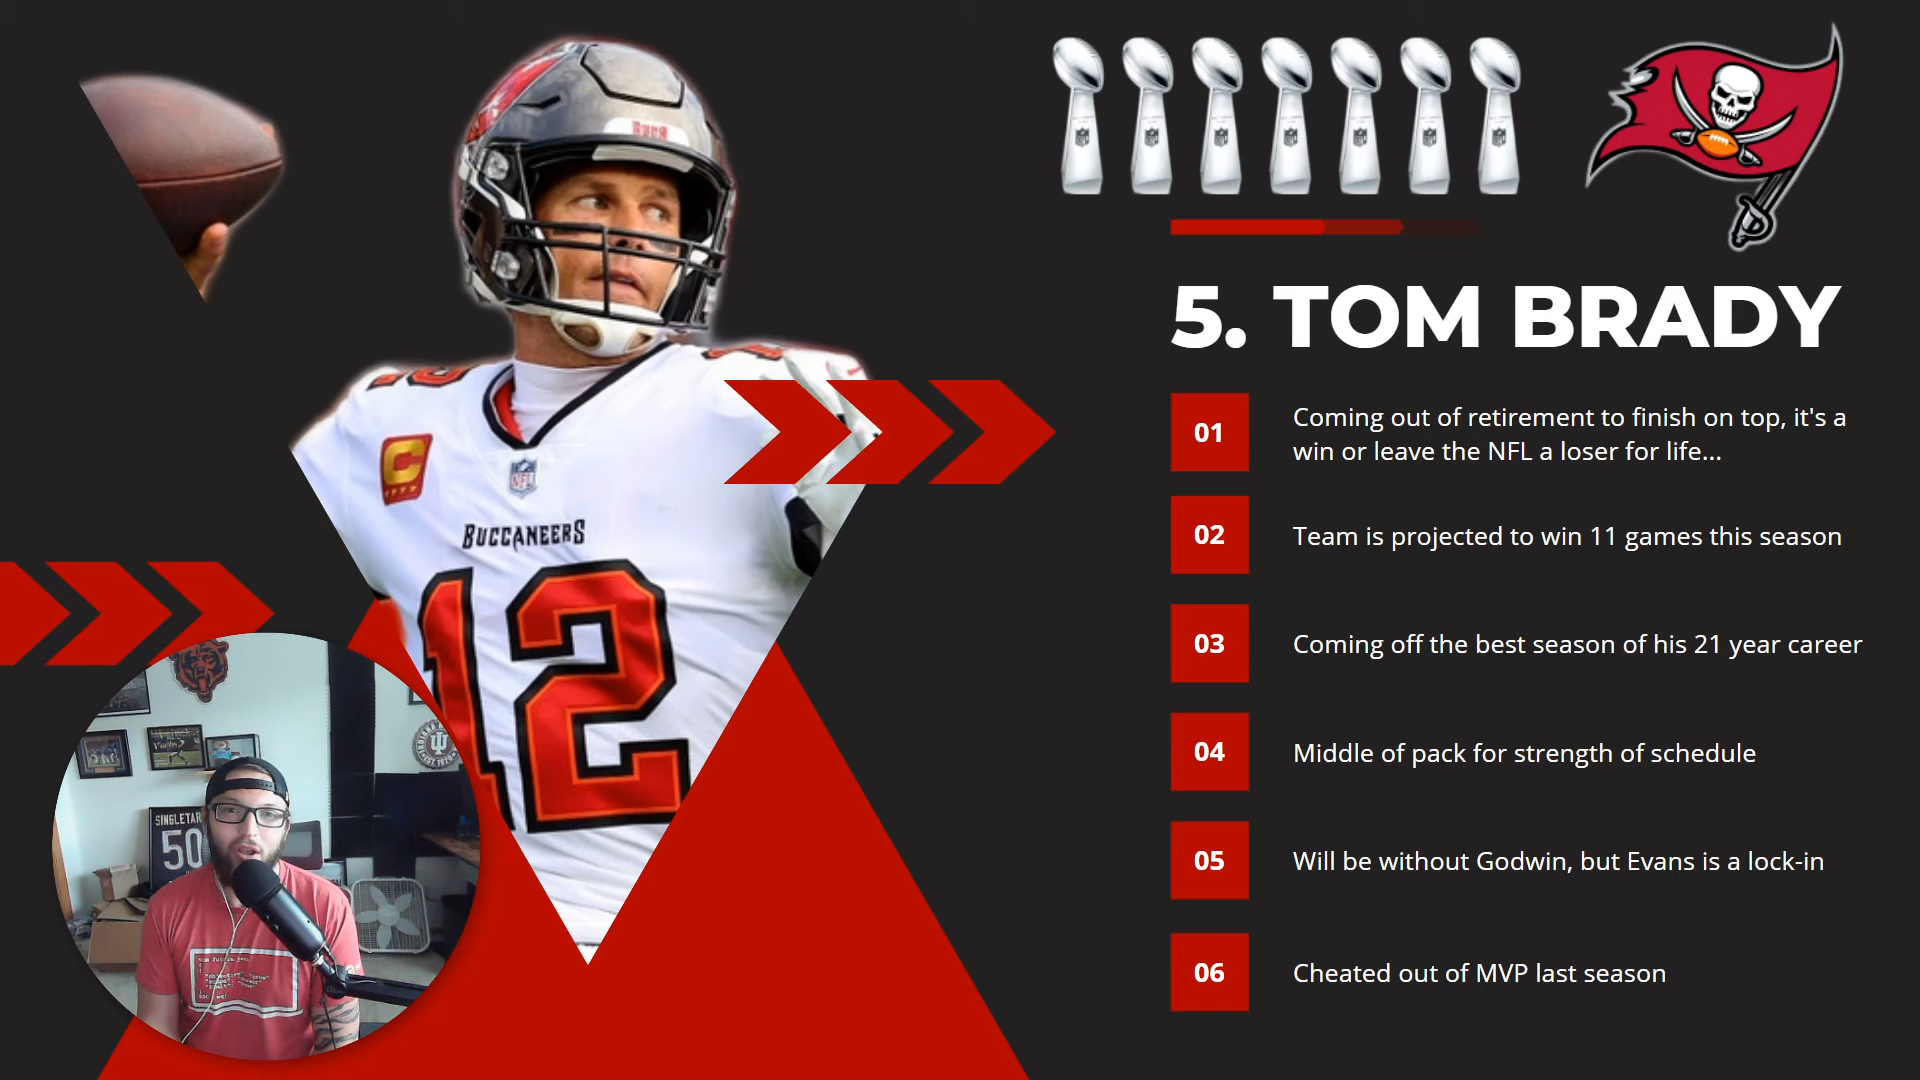 BUCS
5. TOM BRADY
C
NFL
BUCCANEERS
12
01
Coming out of retirement to finish on top, it's a
win or leave the NFL a loser for life...
02
Team is projected to win 11 games this season
03
Coming off the best season of his 21 year career
04
Middle of pack for strength of schedule
05
Will be without Godwin, but Evans is a lock-in
06
Cheated out of MVP last season
SINGLETAR
50